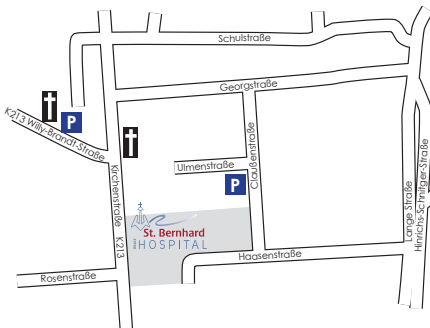 Schulstraße
Georgstraße
K213 Willy-Brandt-Straße
P
Claußenstraße
Ulmenstraße
P
Kirchenstraße
K213
Lange Straße
Hinrichs-Schnitger-Straße
St. Bernhard
HOSPITAL
Haasenstraße
Rosenstraße